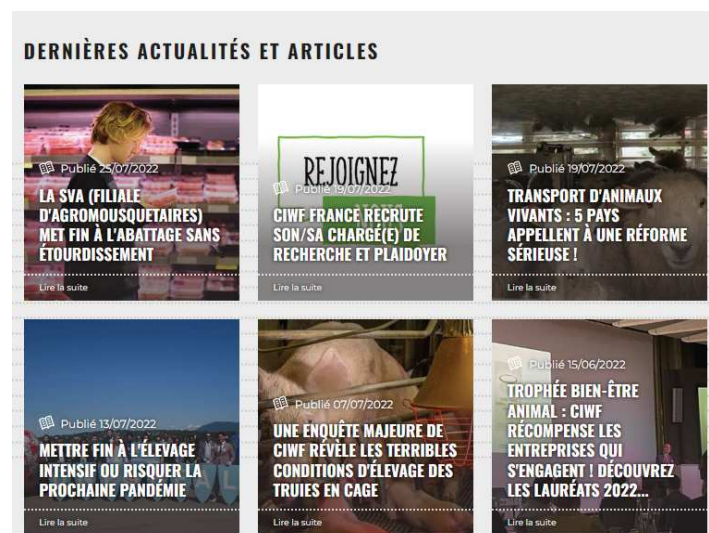 DERNIÈRES ACTUALITÉS ET ARTICLES
Publié 25/07/2022
LA SVA (FILIALE
D'AGROMOUSQUETAIRES)
MET FIN À L'ABATTAGE SANS
ÉTOURDISSEMENT
Lire la suite
REJOIGNEZ
NOUS
Publié 19/07/2022
CIWF FRANCE RECRUTE
SON/SA CHARGÉ(E) DE
RECHERCHE ET PLAIDOYER
Lire la suite
Publié 19/07/2022
TRANSPORT D'ANIMAUX
VIVANTS : 5 PAYS
APPELLENT À UNE RÉFORME
SÉRIEUSE !
Lire la suite
Publié 13/07/2022
METTRE FIN À L'ÉLEVAGE
INTENSIF OU RISQUER LA
PROCHAINE PANDÉMIE
Lire la suite
Publié 07/07/2022
UNE ENQUÊTE MAJEURE DE
CIWF RÉVÈLE LES TERRIBLES
CONDITIONS D'ÉLEVAGE DES
TRUIES EN CAGE
Lire la suite
Publié 15/06/2022
TROPHÉE BIEN-ÊTRE
ANIMAL : CIWF
RÉCOMPENSE LES
ENTREPRISES QUI
S'ENGAGENT ! DÉCOUVREZ
LES LAURÉATS 2022...
Lire la suite